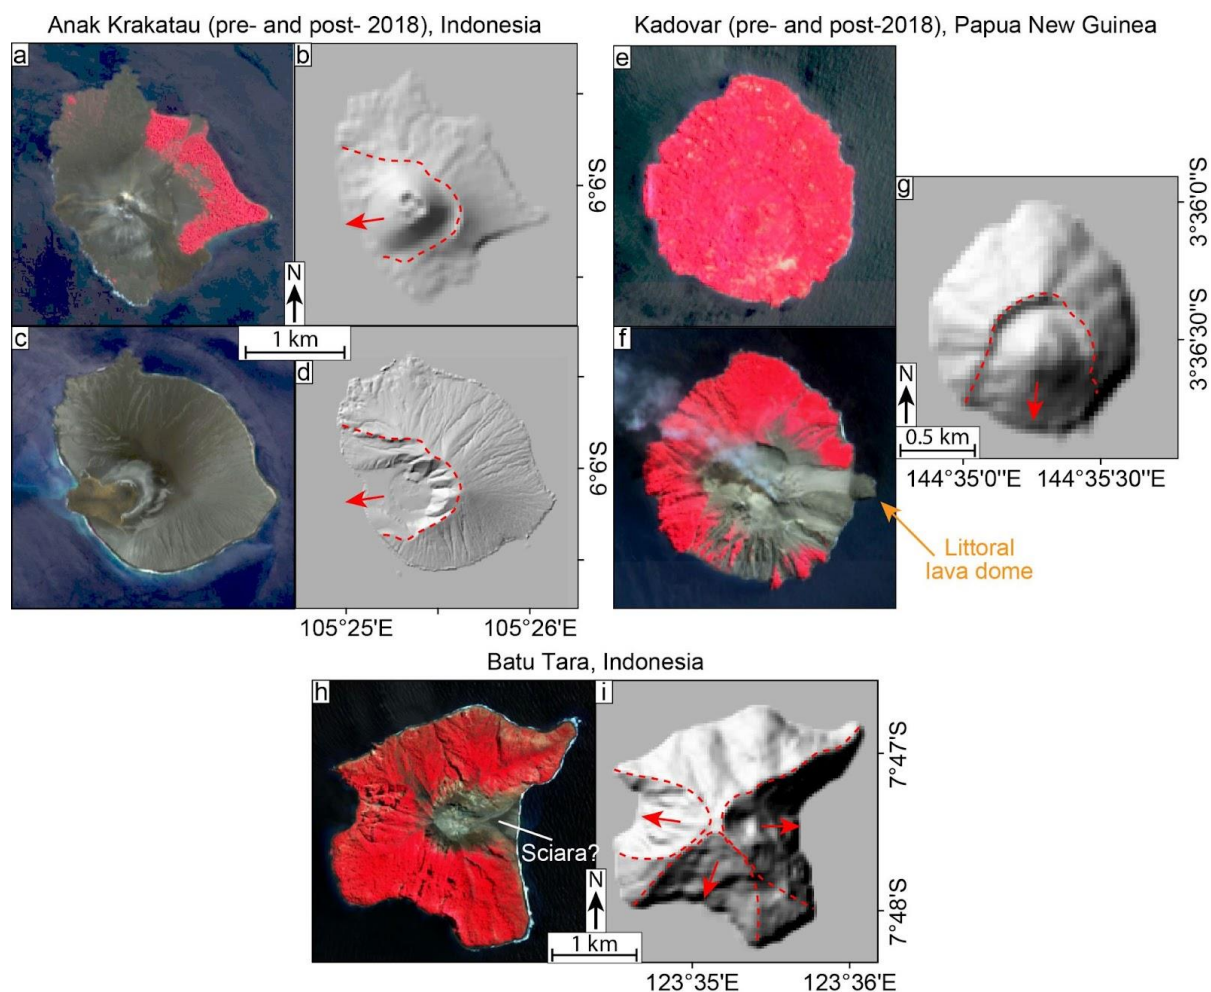 Anak Krakatau (pre- and post- 2018), Indonesia
Kadovar (pre- and post-2018), Papua New Guinea
a
b
6°6'S
N
1 km
c
d
6°6'S
105°25'E
105°26'E
e
f
g
3°36'0"S
3°36'30"S
N
0.5 km
144°35'0"E
144°35'30"E
Littoral
lava dome
Batu Tara, Indonesia
h
i
Sciara?
N
1 km
7°47'S
7°48'S
123°35'E
123°36'E